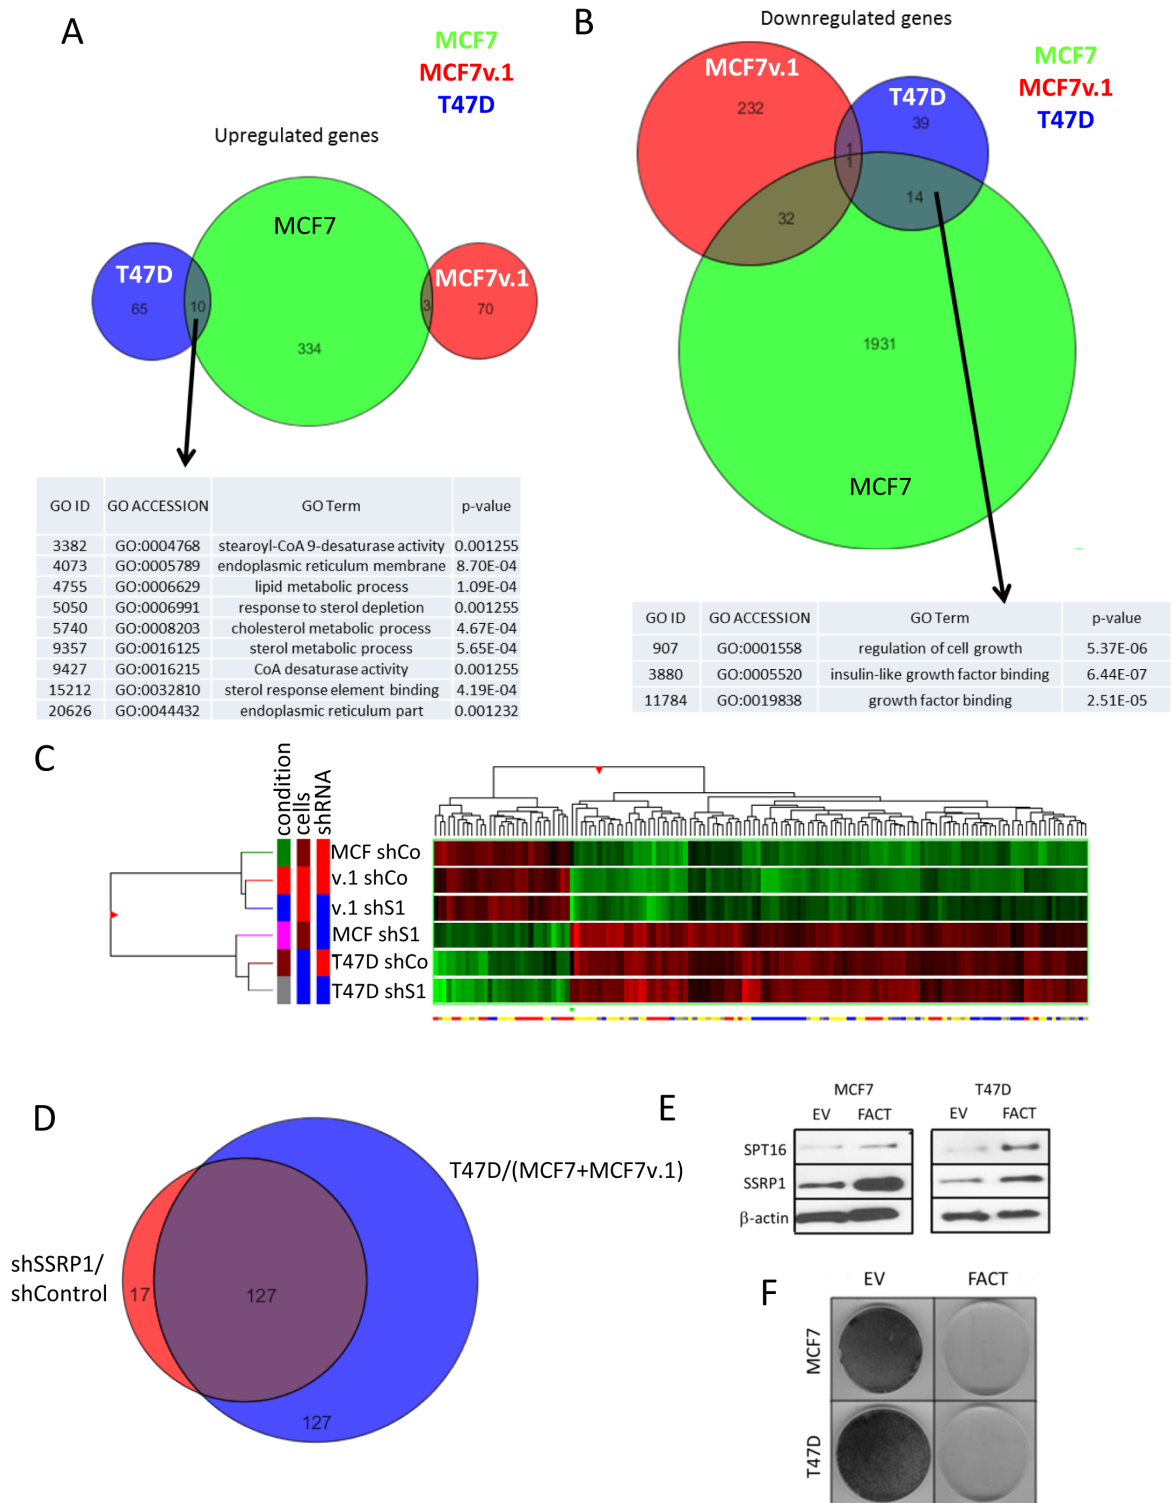 A
MCF7
MCF7v.1
T47D
Upregulated genes
MCF7
T47D
MCF7v.1
65
10
3
70
334
GO ID GO ACCESSION GO Term p-value
3382 GO:0004768 stearoyl-CoA 9-desaturase activity 0.001255
4073 GO:0005789 endoplasmic reticulum membrane 8.70E-04
4755 GO:0006629 lipid metabolic process 1.09E-04
5050 GO:0006991 response to sterol depletion 0.001255
5740 GO:0008203 cholesterol metabolic process 4.67E-04
9357 GO:0016125 sterol metabolic process 5.65E-04
9427 GO:0016215 CoA desaturase activity 0.001255
15212 GO:0032810 sterol response element binding 4.19E-04
20626 GO:0044432 endoplasmic reticulum part 0.001232
B
Downregulated genes
MCF7
MCF7v.1
T47D
MCF7v.1
232
T47D
39
1
1
14
32
1931
MCF7
GO ID GO ACCESSION GO Term p-value
907 GO:0001558 regulation of cell growth 5.37E-06
3880 GO:0005520 insulin-like growth factor binding 6.44E-07
11784 GO:0019838 growth factor binding 2.51E-05
C
condition
cells
shRNA
MCF shCo
v.1 shCo
v.1 shS1
MCF shS1
T47D shCo
T47D shS1
D
T47D/(MCF7+MCF7v.1)
shSSRP1/
shControl
17
127
127
E
MCF7 T47D
EV FACT EV FACT
SPT16
SSRP1
β-actin
F
EV FACT
MCF7
T47D